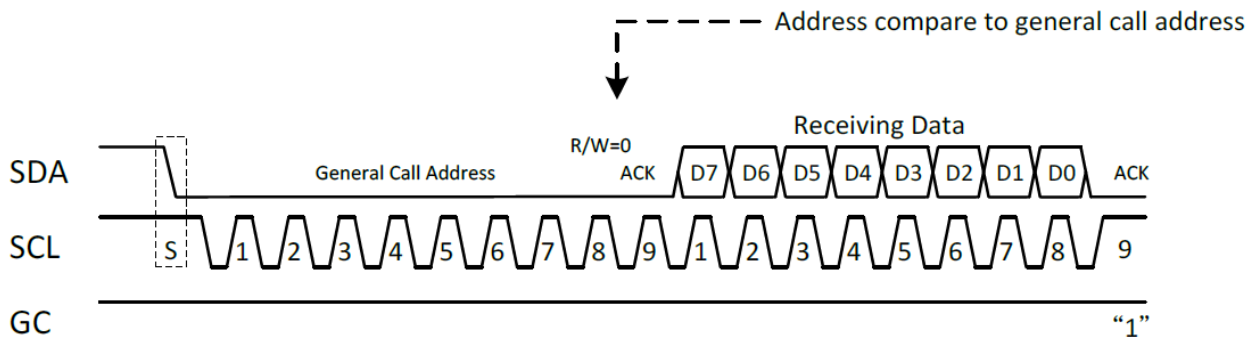 Address compare to general call address
Receiving Data
R/W=0
SDA General Call Address ACK D7 D6 D5 D4 D3 D2 D1 D0 ACK
SCL S 1 2 3 4 5 6 7 8 9 1 2 3 4 5 6 7 8 9
GC “1”